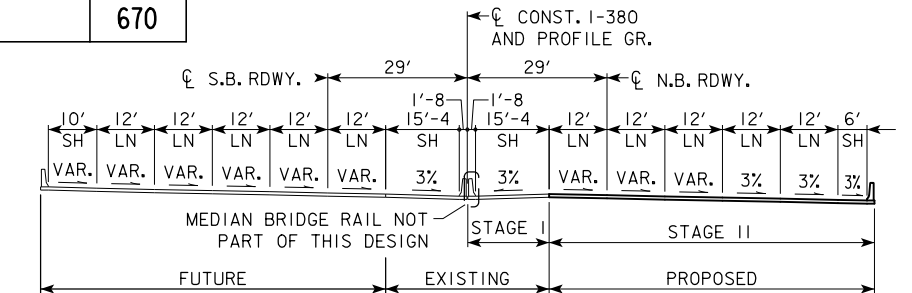 670
℄ CONST. I-380
AND PROFILE GR.
29' 29'
℄ S.B. RDWY. ℄ N.B. RDWY.
1'-8 1'-8
10' 12' 12' 12' 12' 12' 15'-4 15'-4 12' 12' 12' 12' 12' 6'
SH LN LN LN LN LN SH SH LN LN LN LN LN SH
VAR. VAR. VAR. VAR. VAR. VAR. 3% 3% VAR. VAR. VAR. 3% 3% 3%
MEDIAN BRIDGE RAIL NOT
PART OF THIS DESIGN
STAGE I STAGE II
FUTURE EXISTING PROPOSED